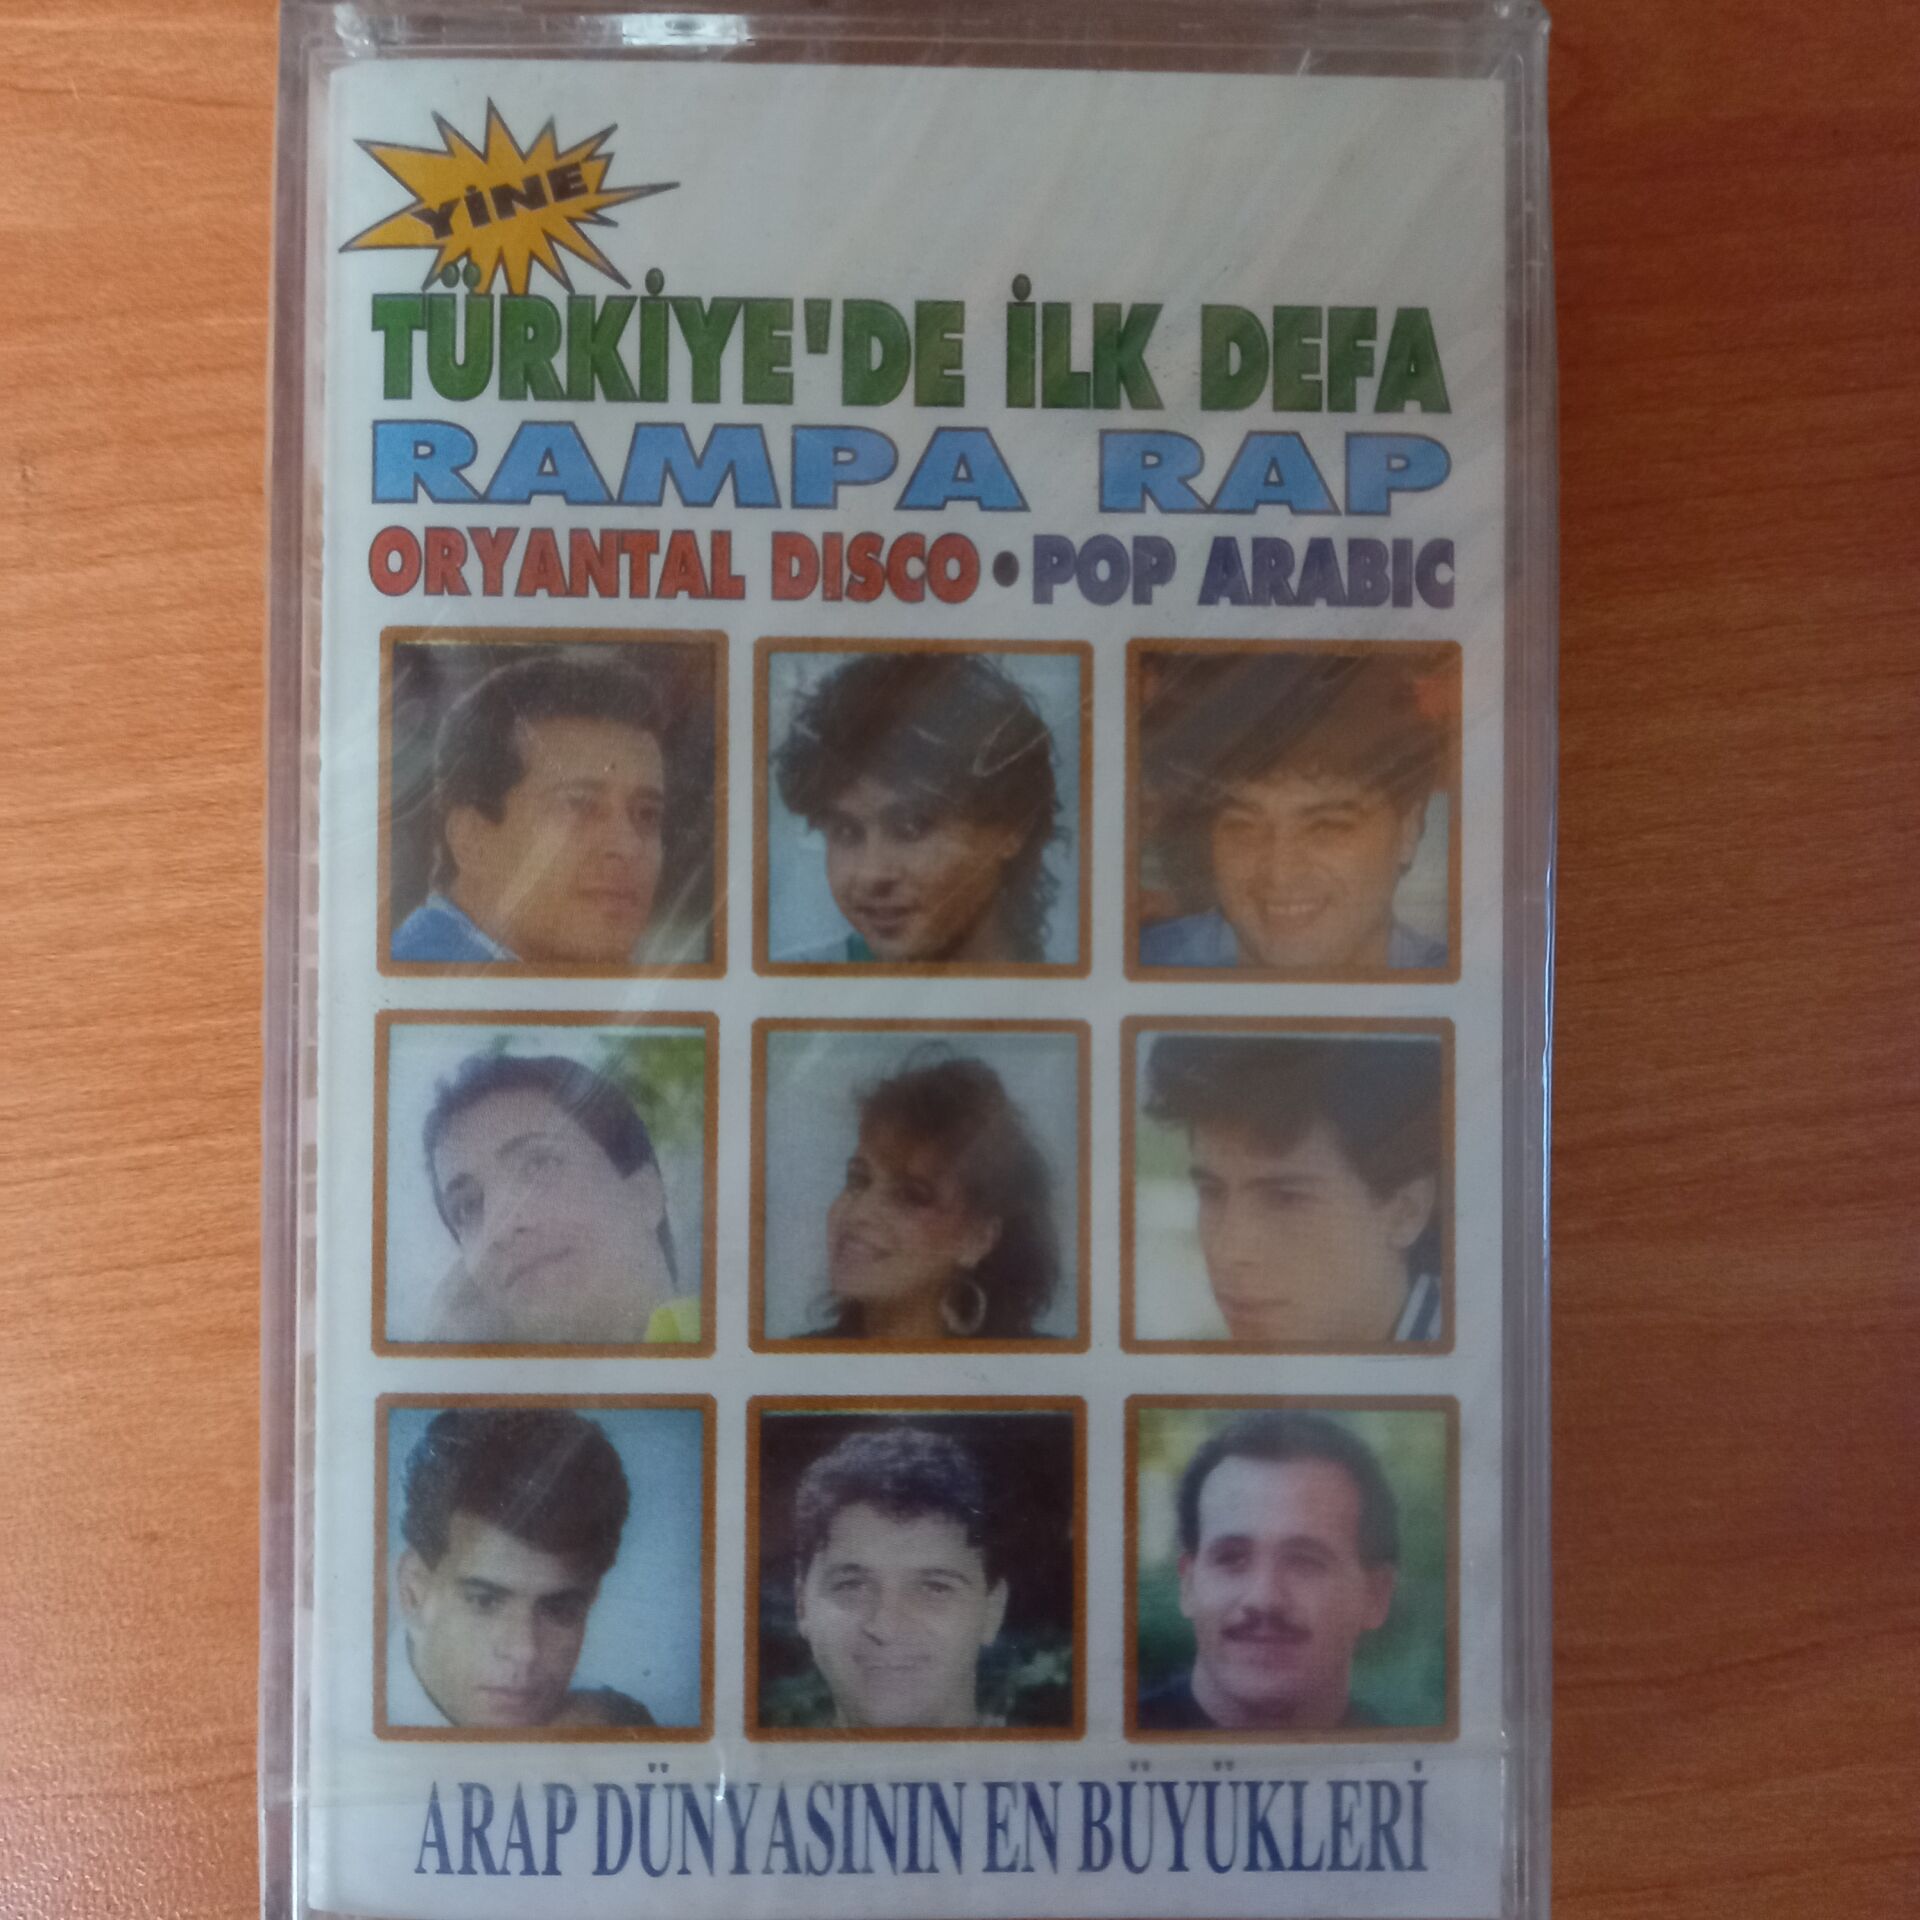 YİNE
TÜRKİYE'DE İLK DEFA
RAMPA RAP
ORYANTAL DISCO • POP ARABIC
ARAP DÜNYASININ EN BÜYÜKLERİ